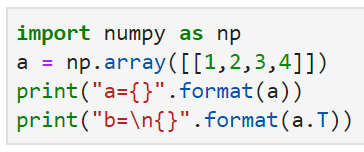 import numpy as np
a = np.array([[1,2,3,4]])
print("a={}".format(a))
print("b=\n{}".format(a.T))